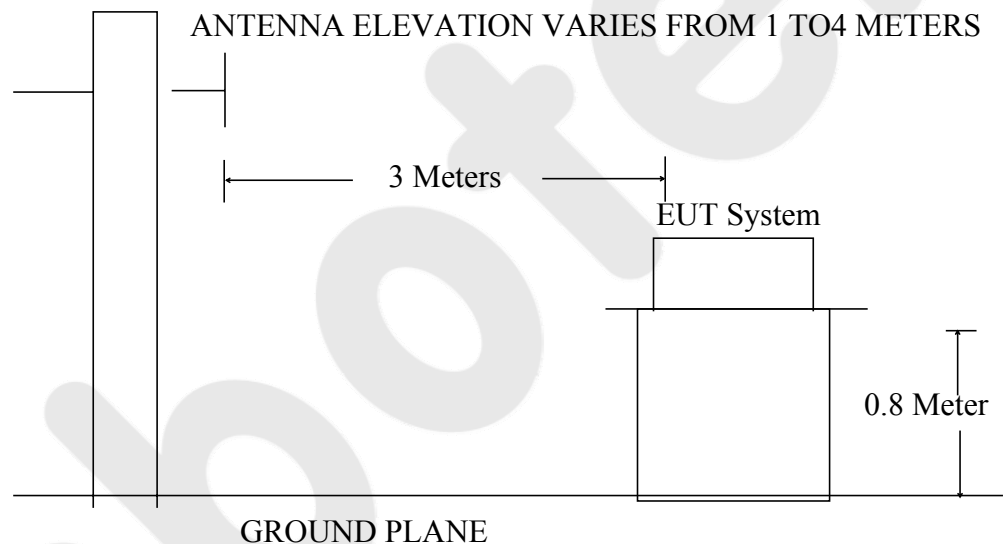 ANTENNA ELEVATION VARIES FROM 1 TO4 METERS
3 Meters
EUT System
0.8 Meter
GROUND PLANE